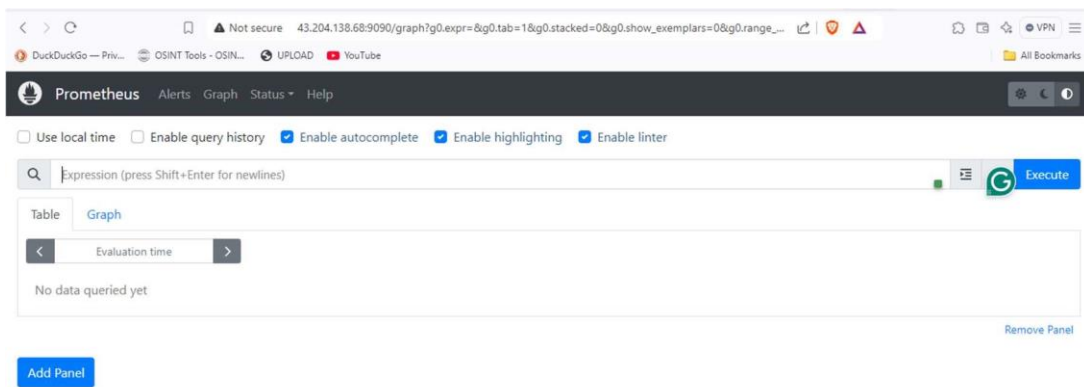 Not secure 43.204.138.68:9090/graph?g0.expr=&g0.tab=1&g0.stacked=0&g0.show_exemplars=0&g0.range_... VPN
DuckDuckGo — Priv... OSINT Tools - OSIN... UPLOAD YouTube All Bookmarks
Prometheus Alerts Graph Status Help
Use local time Enable query history Enable autocomplete Enable highlighting Enable linter
Expression (press Shift+Enter for newlines) Execute
Table Graph
Evaluation time
No data queried yet
Remove Panel
Add Panel